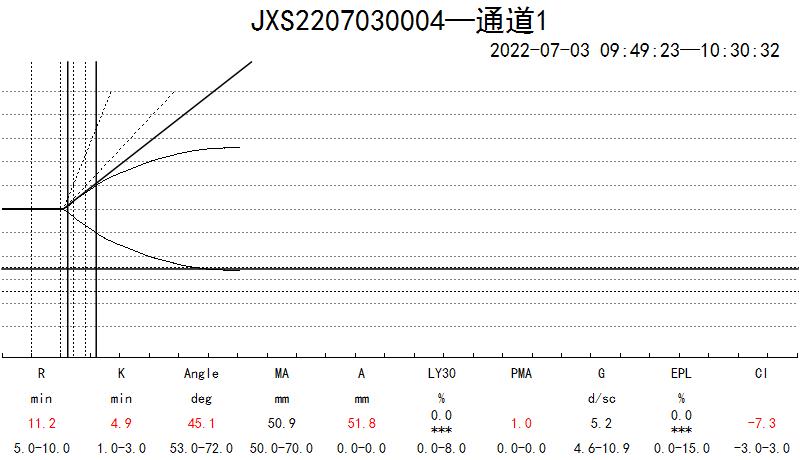 JXS2207030004—通道1
2022-07-03 09:49:23—10:30:32
R K Angle MA A LY30 PMA G EPL CI
min min deg mm mm % d/sc %
11.2 4.9 45.1 50.9 51.8 0.0 *** 1.0 5.2 0.0 *** -7.3
5.0-10.0 1.0-3.0 53.0-72.0 50.0-70.0 0.0-0.0 0.0-8.0 0.0-0.0 4.6-10.9 0.0-15.0 -3.0-3.0